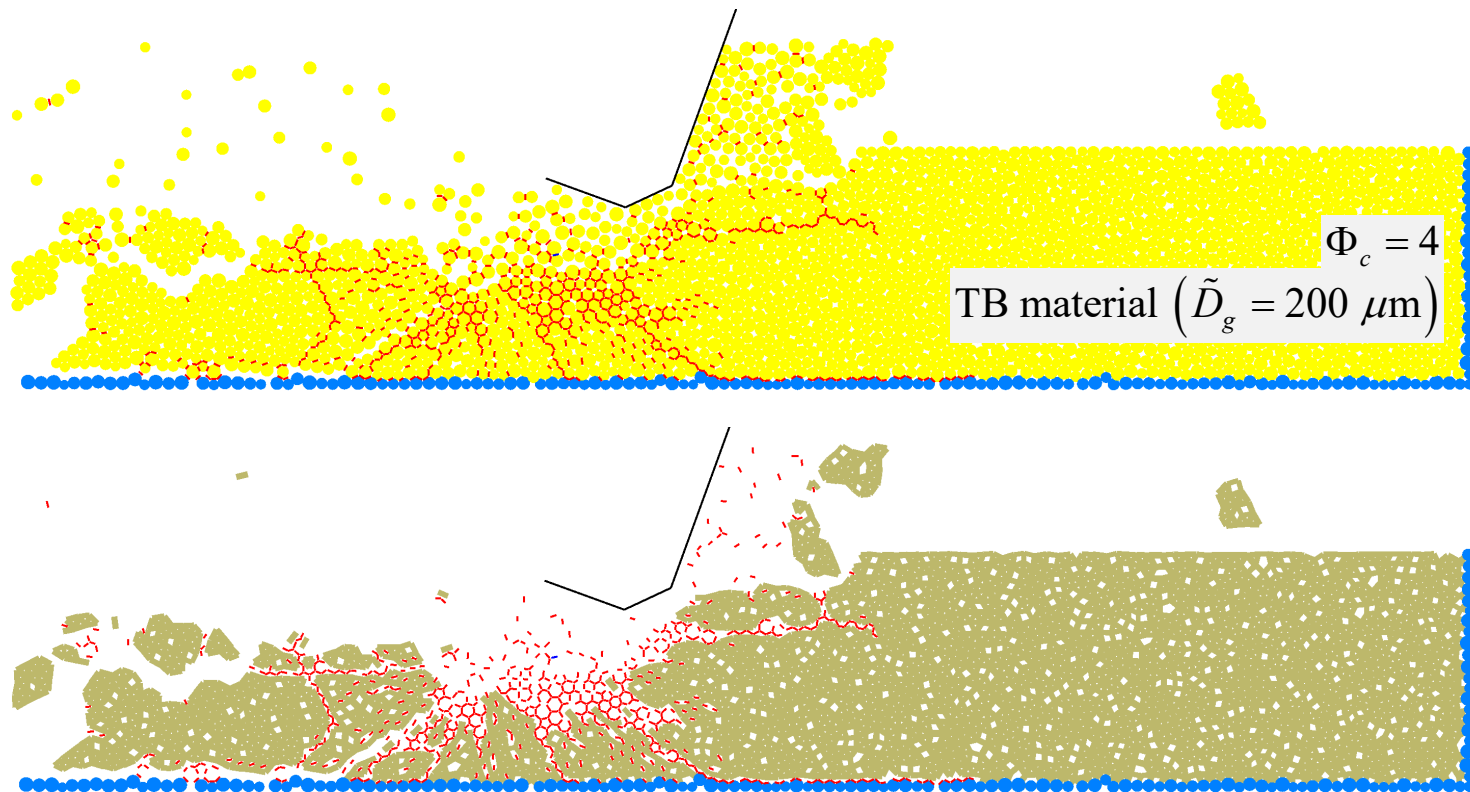 Φ_c = 4
TB material (D̃_g = 200 μm)